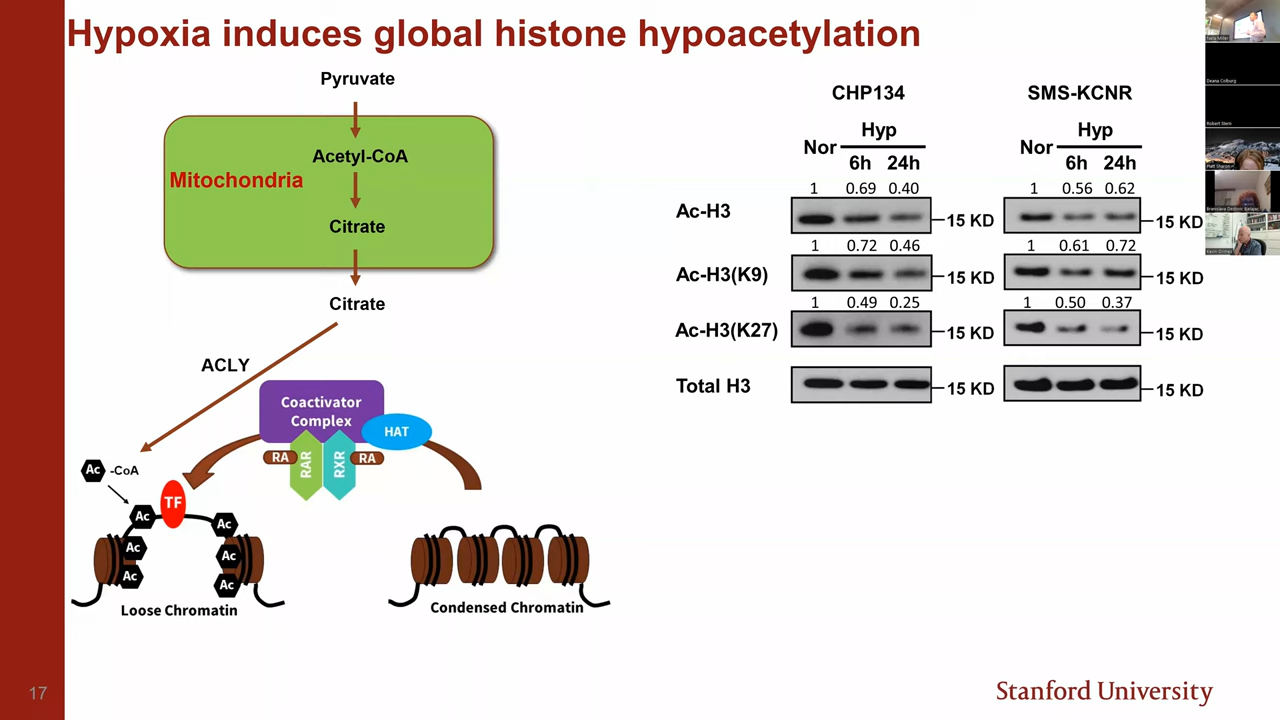 Hypoxia induces global histone hypoacetylation
Pyruvate
Mitochondria
Acetyl-CoA
Citrate
Citrate
ACLY
Coactivator
Complex
HAT
RA
RAR
RXR
RA
Ac -CoA
TF
Ac
Ac
Ac
Ac
Ac
Ac
Loose Chromatin
Condensed Chromatin
CHP134
SMS-KCNR
Nor
Hyp
6h 24h
Nor
Hyp
6h 24h
1 0.69 0.40
1 0.56 0.62
Ac-H3
15 KD
15 KD
1 0.72 0.46
1 0.61 0.72
Ac-H3(K9)
15 KD
15 KD
1 0.49 0.25
1 0.50 0.37
Ac-H3(K27)
15 KD
15 KD
Total H3
15 KD
15 KD
Deana Colburg
Robert Stern
17
Stanford University